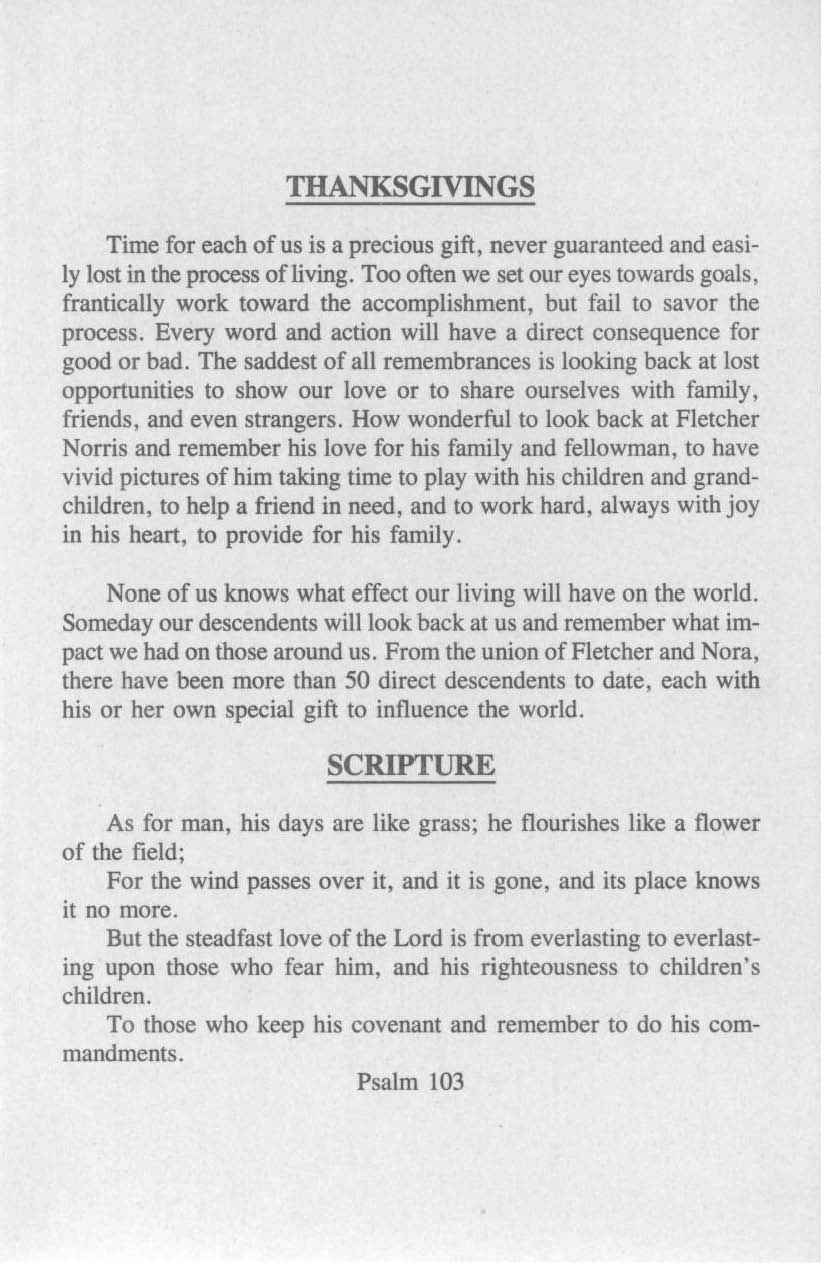 THANKSGIVINGS
Time for each of us is a precious gift, never guaranteed and easi-
ly lost in the process of living. Too often we set our eyes towards goals,
frantically work toward the accomplishment, but fail to savor the
process. Every word and action will have a direct consequence for
good or bad. The saddest of all remembrances is looking back at lost
opportunities to show our love or to share ourselves with family,
friends, and even strangers. How wonderful to look back at Fletcher
Norris and remember his love for his family and fellowman, to have
vivid pictures of him taking time to play with his children and grand-
children, to help a friend in need, and to work hard, always with joy
in his heart, to provide for his family.
None of us knows what effect our living will have on the world.
Someday our descendents will look back at us and remember what im-
pact we had on those around us. From the union of Fletcher and Nora,
there have been more than 50 direct descendents to date, each with
his or her own special gift to influence the world.
SCRIPTURE
As for man, his days are like grass; he flourishes like a flower
of the field;
For the wind passes over it, and it is gone, and its place knows
it no more.
But the steadfast love of the Lord is from everlasting to everlast-
ing upon those who fear him, and his righteousness to children's
children.
To those who keep his covenant and remember to do his com-
mandments.
Psalm 103